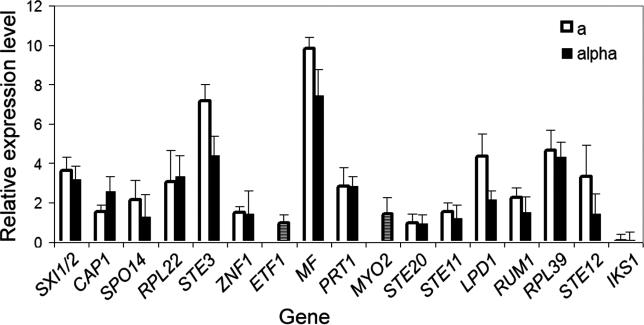 Relative expression level
12
10
8
6
4
2
0
a
alpha
SXI1/2
CAP1
SPO14
RPL22
STE3
ZNF1
ETF1
MF
PRT1
MYO2
STE20
STE11
LPD1
RUM1
RPL39
STE12
IKS1
Gene